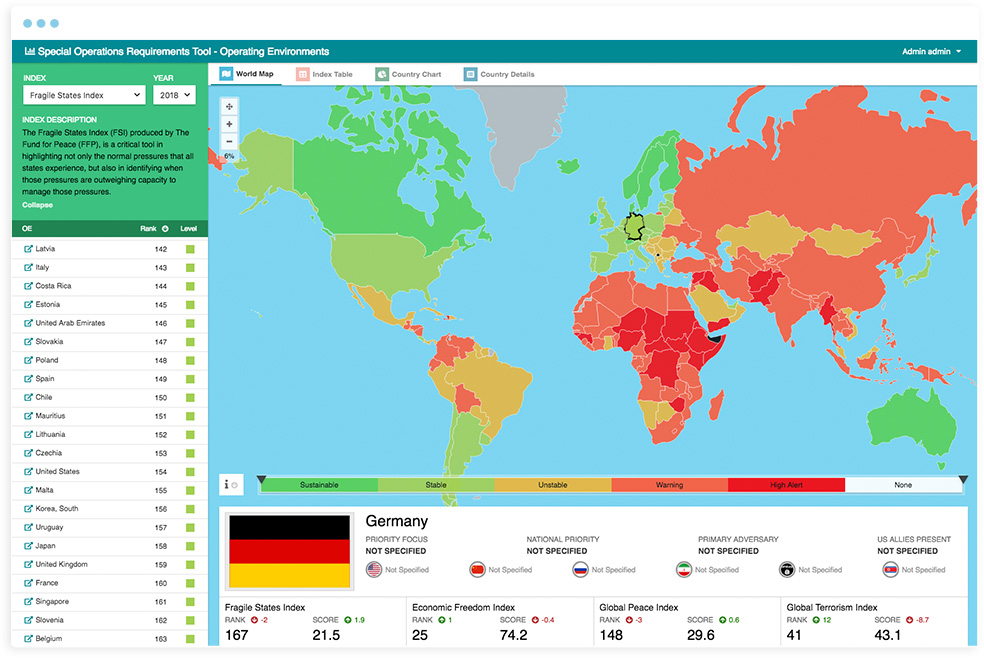 Special Operations Requirements Tool - Operating Environments
Admin admin
INDEX
YEAR
Fragile States Index
2018
INDEX DESCRIPTION
The Fragile States Index (FSI) produced by The
Fund for Peace (FFP), is a critical tool in
highlighting not only the normal pressures that all
states experience, but also in identifying when
those pressures are outweighing capacity to
manage those pressures.
Collapse
OE Rank Level
Latvia 142
Italy 143
Costa Rica 144
Estonia 145
United Arab Emirates 146
Slovakia 147
Poland 148
Spain 149
Chile 150
Mauritius 151
Lithuania 152
Czechia 153
United States 154
Malta 155
Korea, South 156
Uruguay 157
Japan 158
United Kingdom 159
France 160
Singapore 161
Slovenia 162
Belgium 163
World Map Index Table Country Chart Country Details
+
−
6%
i
Sustainable Stable Unstable Warning High Alert None
Germany
PRIORITY FOCUS NATIONAL PRIORITY PRIMARY ADVERSARY US ALLIES PRESENT
NOT SPECIFIED NOT SPECIFIED NOT SPECIFIED NOT SPECIFIED
Not Specified Not Specified Not Specified Not Specified Not Specified Not Specified
Fragile States Index
RANK -2 SCORE 1.9
167 21.5
Economic Freedom Index
RANK 1 SCORE -0.4
25 74.2
Global Peace Index
RANK -3 SCORE 0.6
148 29.6
Global Terrorism Index
RANK 12 SCORE -8.7
41 43.1